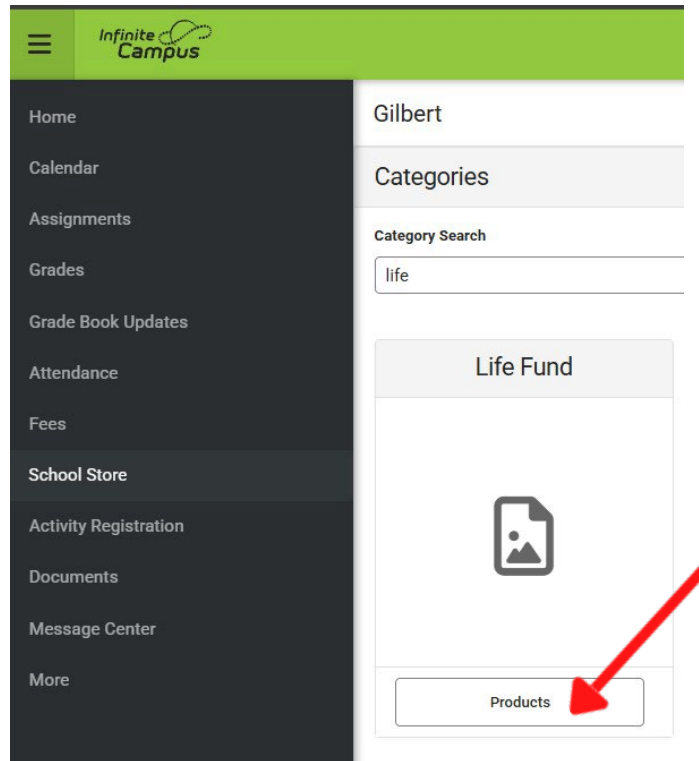 Infinite
Campus
Home
Calendar
Assignments
Grades
Grade Book Updates
Attendance
Fees
School Store
Activity Registration
Documents
Message Center
More
Gilbert
Categories
Category Search
life
Life Fund
Products